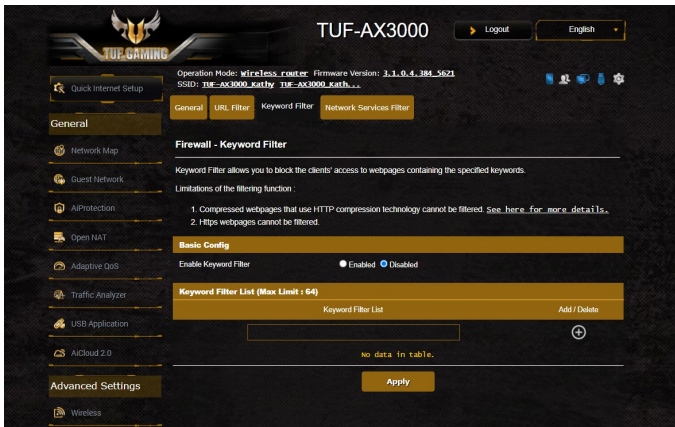 TUF GAMING
TUF-AX3000
Logout
English
Operation Mode: Wireless router Firmware Version: 3.1.0.4.384_5621
SSID: TUF-AX3000_Kathy TUF-AX3000_Kath...
Quick Internet Setup
General
Network Map
Guest Network
AiProtection
Open NAT
Adaptive QoS
Traffic Analyzer
USB Application
AiCloud 2.0
Advanced Settings
Wireless
General URL Filter Keyword Filter Network Services Filter
Firewall - Keyword Filter
Keyword Filter allows you to block the clients' access to webpages containing the specified keywords.
Limitations of the filtering function :
1. Compressed webpages that use HTTP compression technology cannot be filtered. See here for more details.
2. Https webpages cannot be filtered.
Basic Config
Enable Keyword Filter Enabled Disabled
Keyword Filter List (Max Limit : 64)
Keyword Filter List Add / Delete
No data in table.
Apply